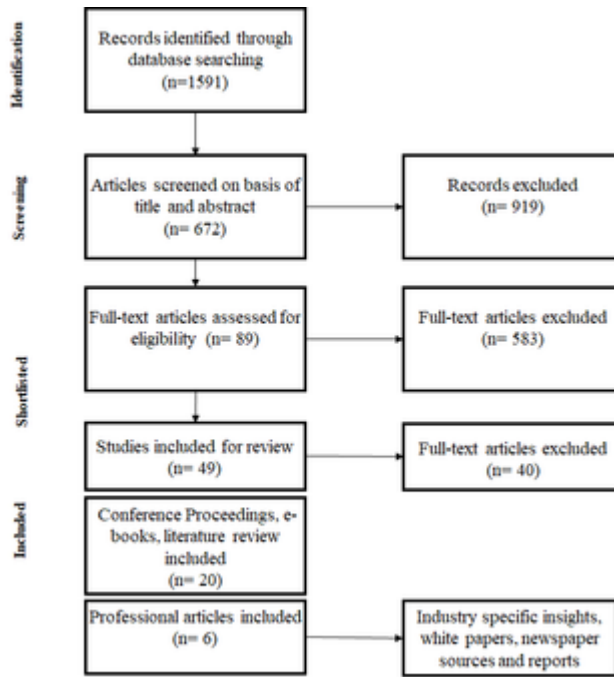 Identification
Records identified through
database searching
(n=1591)
Screening
Articles screened on basis of
title and abstract
(n= 672)
Records excluded
(n= 919)
Shortlisted
Full-text articles assessed for
eligibility (n= 89)
Full-text articles excluded
(n= 583)
Studies included for review
(n= 49)
Full-text articles excluded
(n= 40)
Included
Conference Proceedings, e-
books, literature review
included
(n= 20)
Professional articles included
(n= 6)
Industry specific insights,
white papers, newspaper
sources and reports